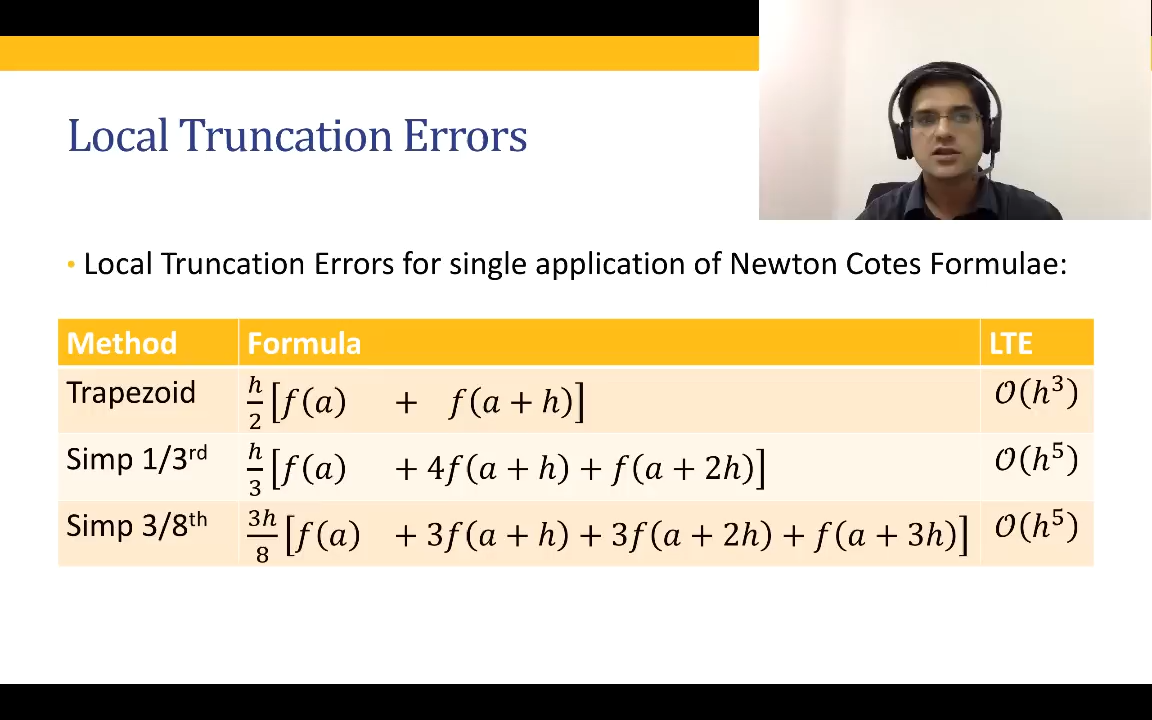 Local Truncation Errors
• Local Truncation Errors for single application of Newton Cotes Formulae:
Method Formula LTE
Trapezoid h/2 [f(a) + f(a + h)] 𝒪(h³)
Simp 1/3ʳᵈ h/3 [f(a) + 4f(a + h) + f(a + 2h)] 𝒪(h⁵)
Simp 3/8ᵗʰ 3h/8 [f(a) + 3f(a + h) + 3f(a + 2h) + f(a + 3h)] 𝒪(h⁵)